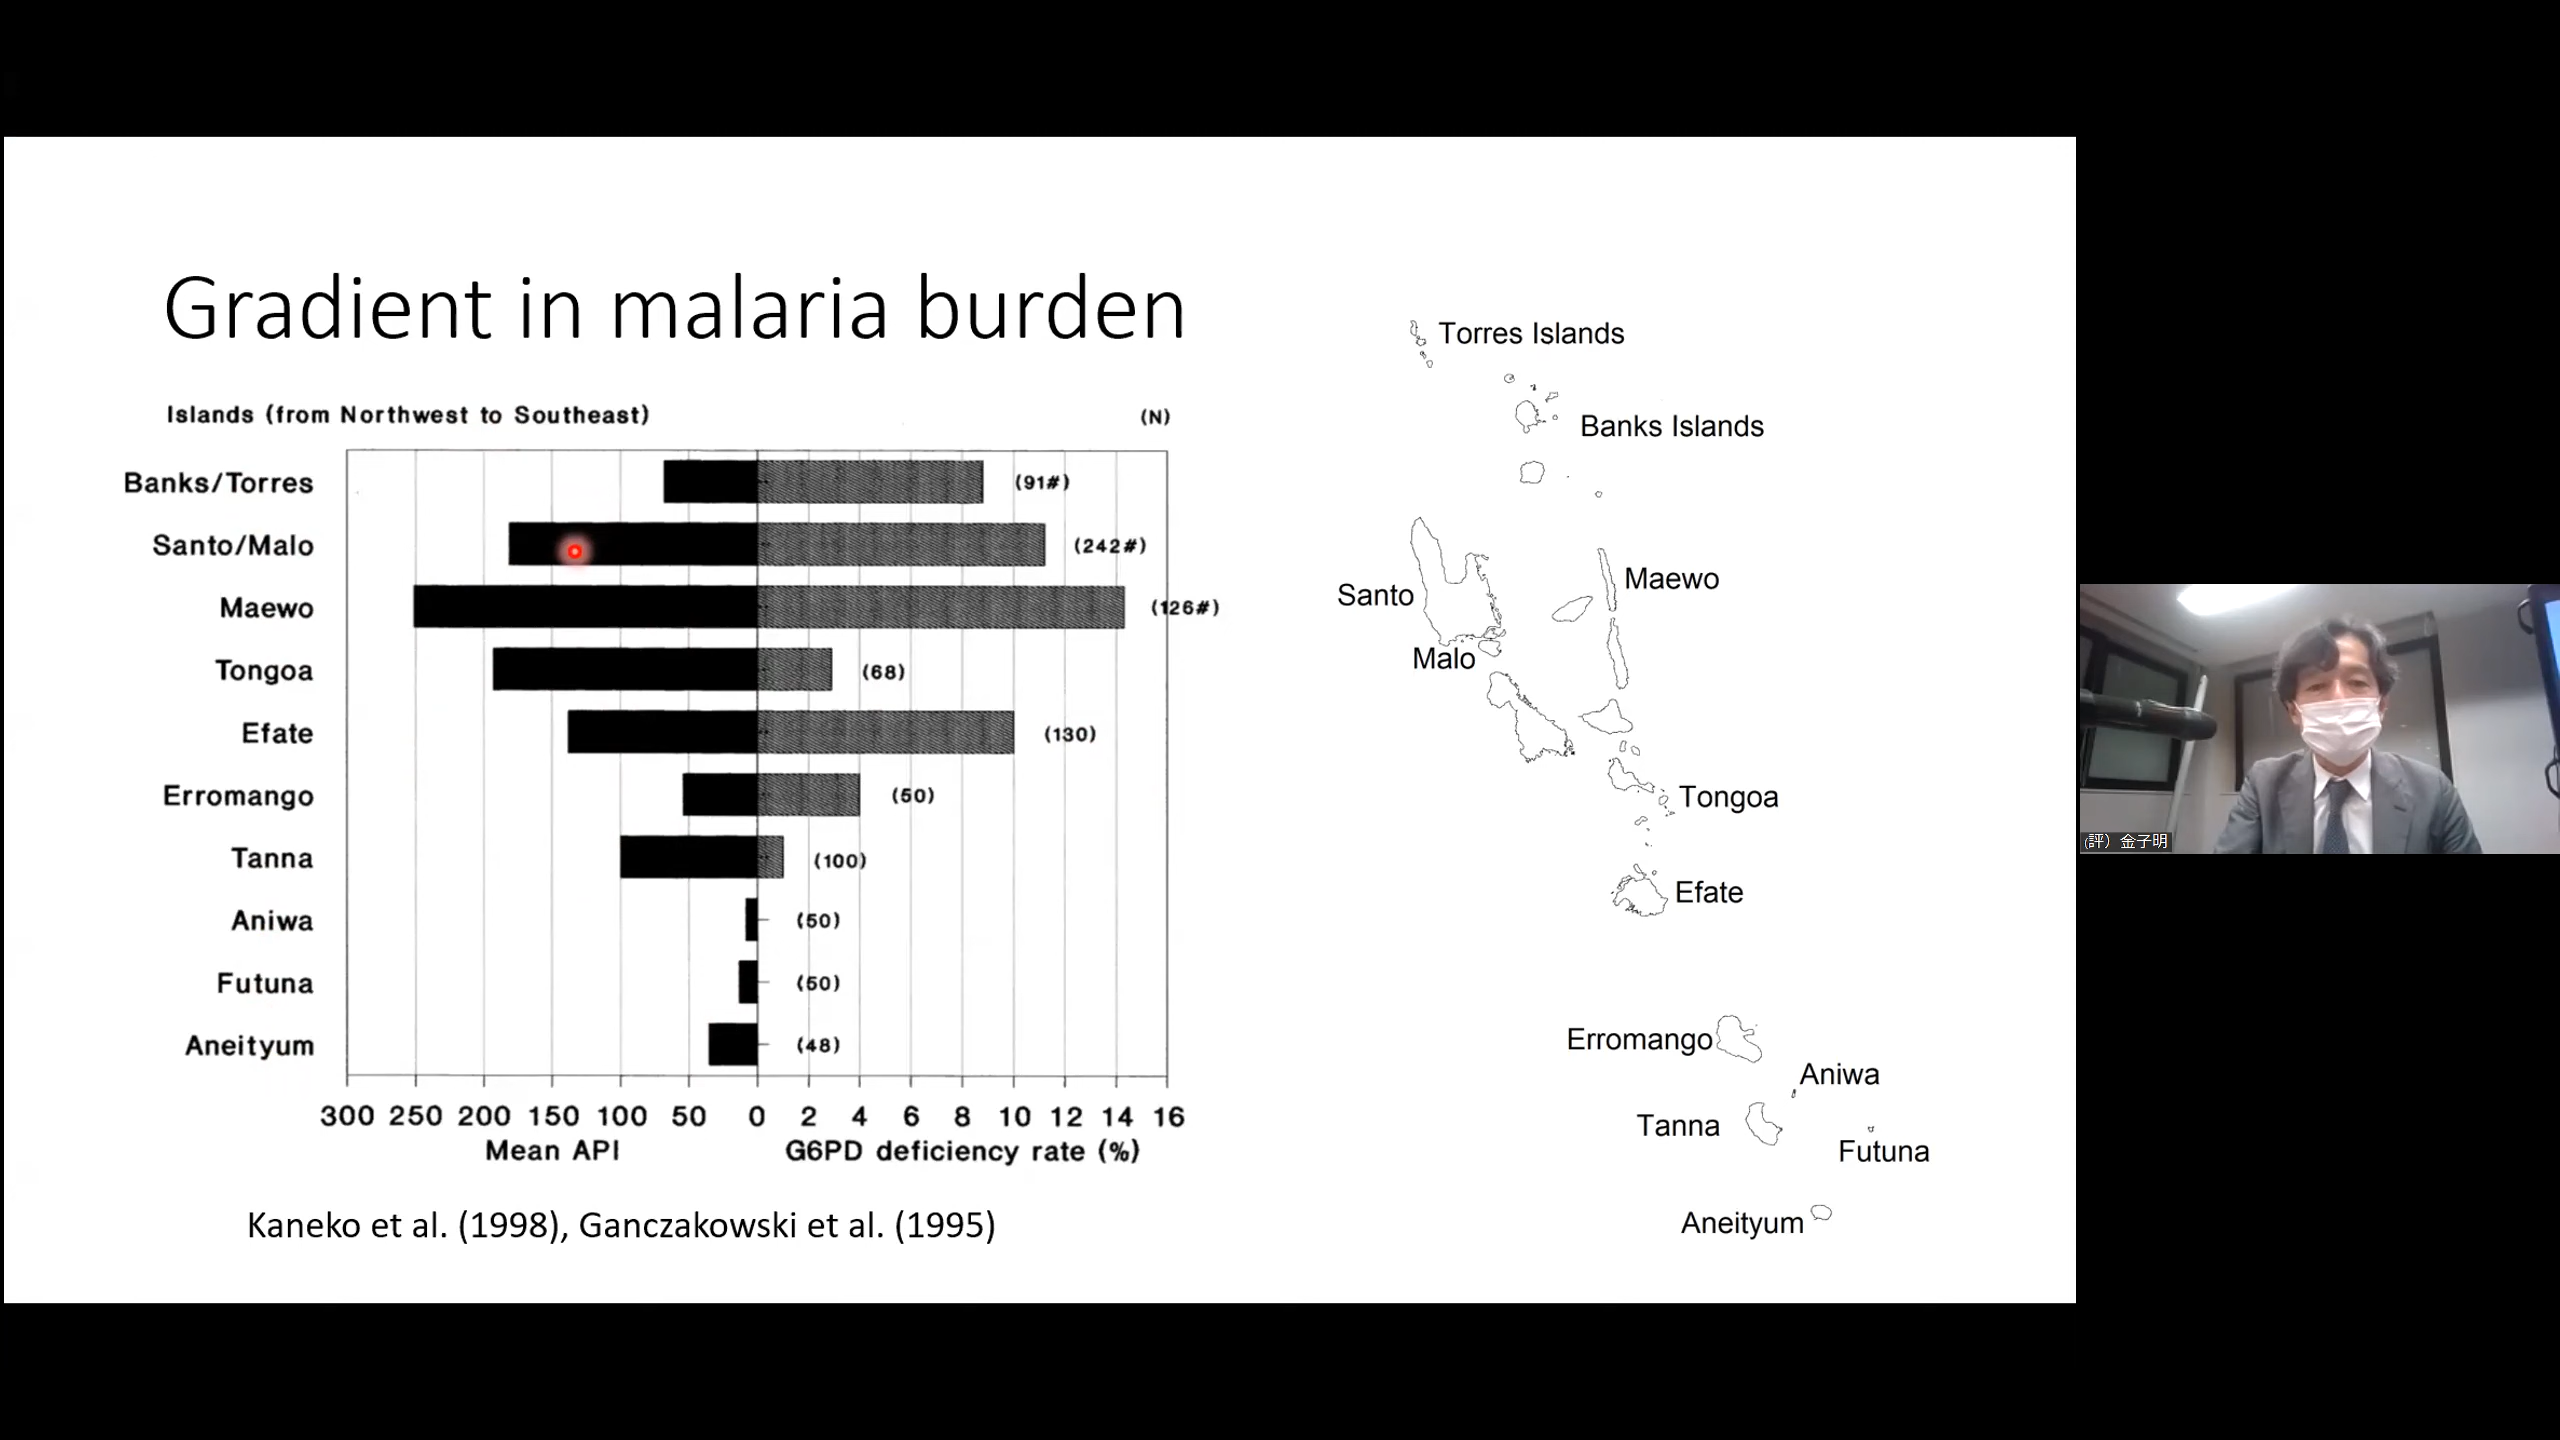 Gradient in malaria burden
Islands (from Northwest to Southeast)
(N)
Banks/Torres
(91#)
Santo/Malo
(242#)
Maewo
(126#)
Tongoa
(68)
Efate
(130)
Erromango
(50)
Tanna
(100)
Aniwa
(50)
Futuna
(50)
Aneityum
(48)
300 250 200 150 100 50 0 2 4 6 8 10 12 14 16
Mean API
G6PD deficiency rate (%)
Kaneko et al. (1998), Ganczakowski et al. (1995)
Torres Islands
Banks Islands
Maewo
Santo
Malo
Tongoa
Efate
Erromango
Aniwa
Tanna
Futuna
Aneityum
(評）金子明